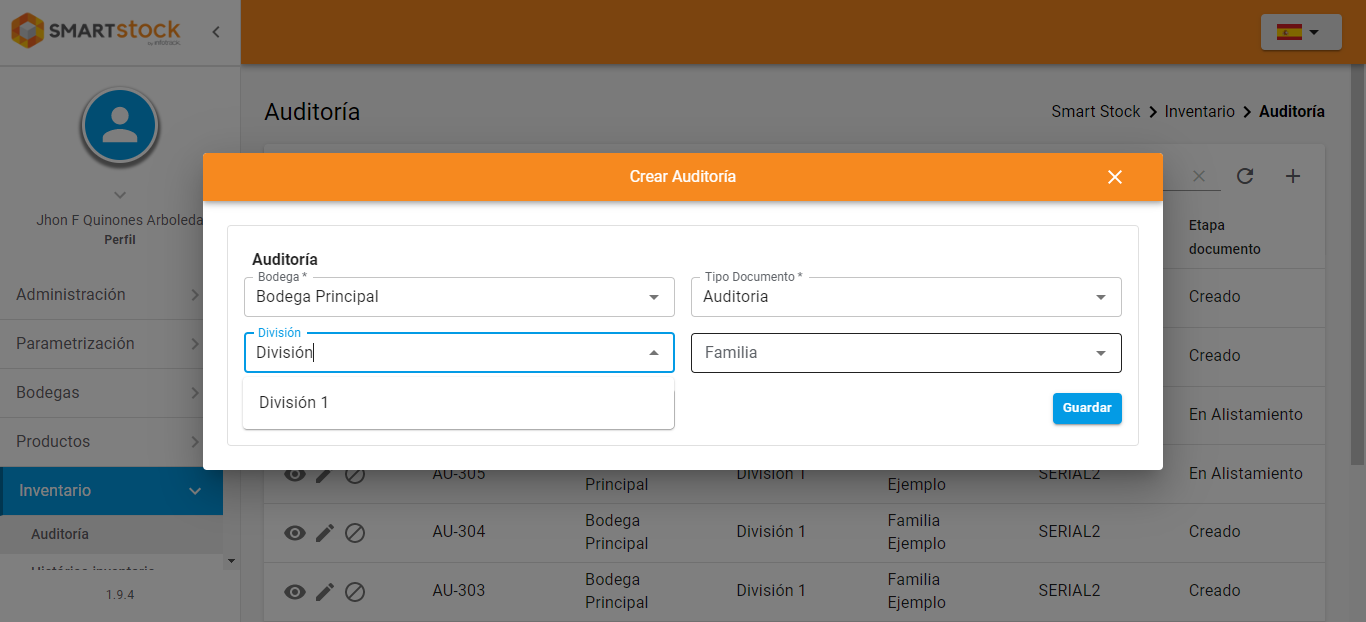 SMARTstock
Auditoría
Smart Stock
Inventario
Auditoría
Crear Auditoría
Jhon F Quinones Arboleda
Perfil
Administración
Parametrización
Bodegas
Productos
Inventario
Auditoría
Histórico inventario
1.9.4
Auditoría
Bodega *
Bodega Principal
Tipo Documento *
Auditoria
División
División
Familia
División 1
Guardar
Etapa
documento
Creado
Creado
En Alistamiento
AU-305
Principal
División 1
Ejemplo
SERIAL2
En Alistamiento
AU-304
Bodega
Principal
División 1
Familia
Ejemplo
SERIAL2
Creado
AU-303
Bodega
Principal
División 1
Familia
Ejemplo
SERIAL2
Creado